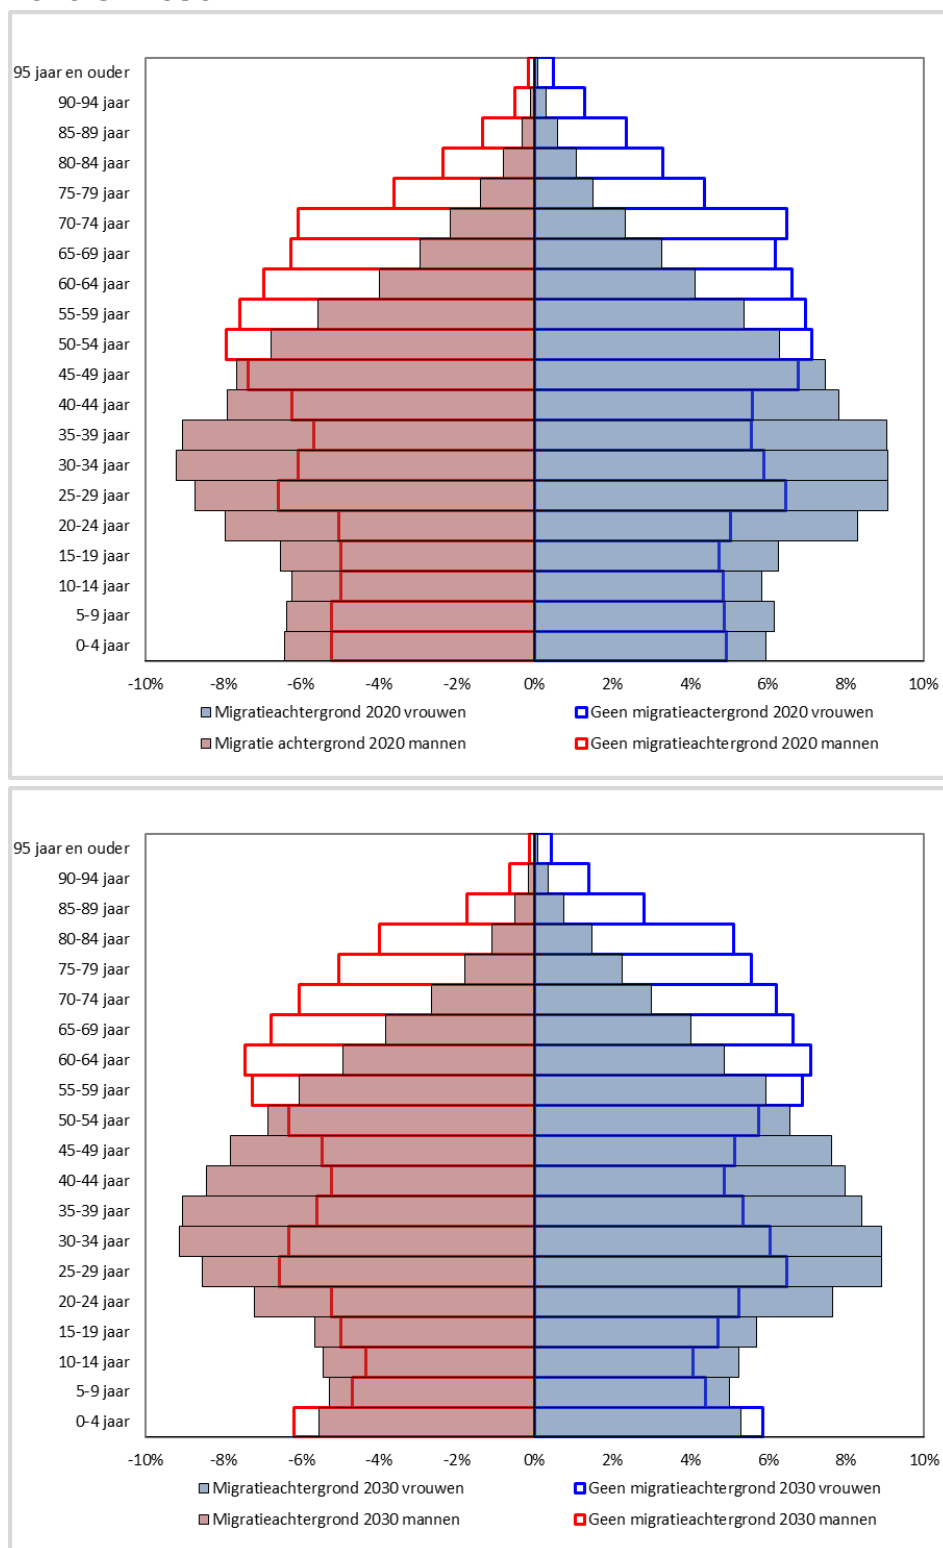 95 jaar en ouder
90-94 jaar
85-89 jaar
80-84 jaar
75-79 jaar
70-74 jaar
65-69 jaar
60-64 jaar
55-59 jaar
50-54 jaar
45-49 jaar
40-44 jaar
35-39 jaar
30-34 jaar
25-29 jaar
20-24 jaar
15-19 jaar
10-14 jaar
5-9 jaar
0-4 jaar
-10% -8% -6% -4% -2% 0% 2% 4% 6% 8% 10%
Migratieachtergrond 2020 vrouwen Geen migratieactergrond 2020 vrouwen
Migratie achtergrond 2020 mannen Geen migratieachtergrond 2020 mannen
95 jaar en ouder
90-94 jaar
85-89 jaar
80-84 jaar
75-79 jaar
70-74 jaar
65-69 jaar
60-64 jaar
55-59 jaar
50-54 jaar
45-49 jaar
40-44 jaar
35-39 jaar
30-34 jaar
25-29 jaar
20-24 jaar
15-19 jaar
10-14 jaar
5-9 jaar
0-4 jaar
-10% -8% -6% -4% -2% 0% 2% 4% 6% 8% 10%
Migratieachtergrond 2030 vrouwen Geen migratieachtergrond 2030 vrouwen
Migratieachtergrond 2030 mannen Geen migratieachtergrond 2030 mannen